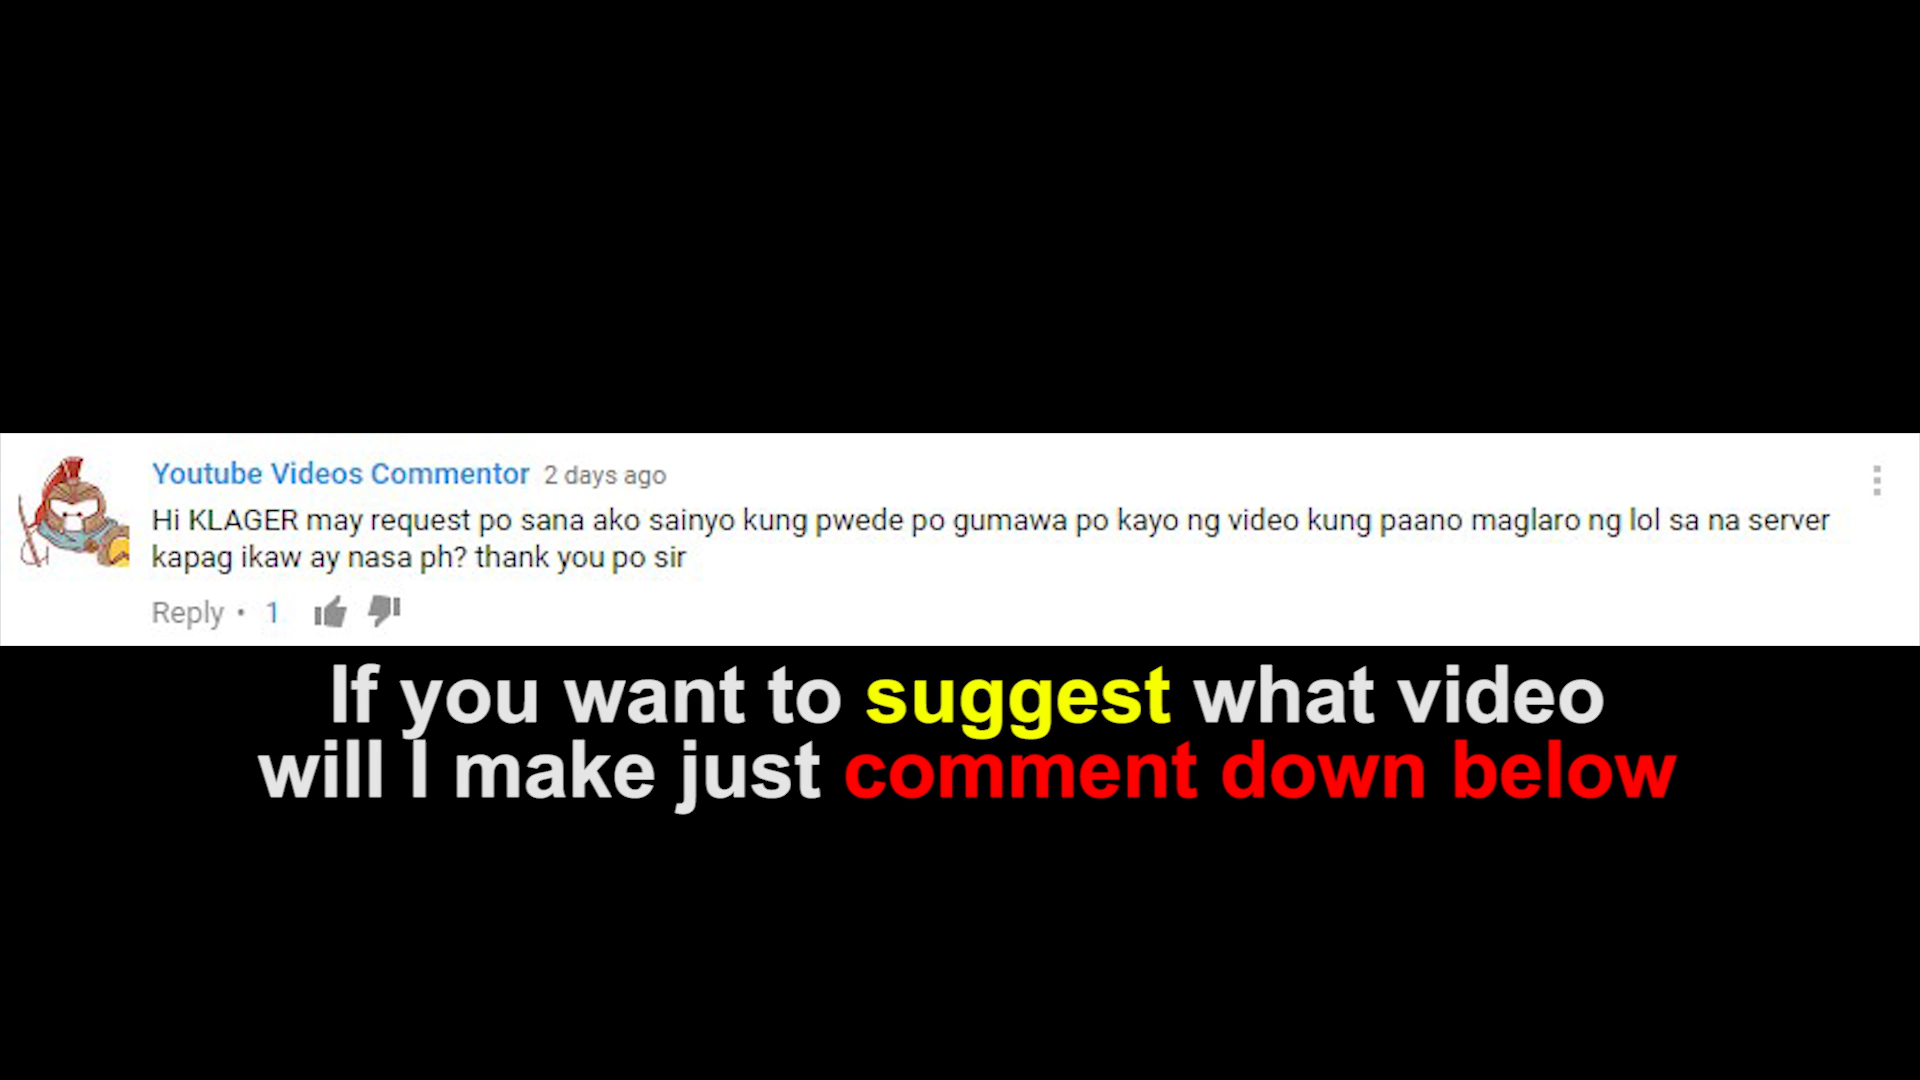 Youtube Videos Commentor 2 days ago
Hi KLAGER may request po sana ako sainyo kung pwede po gumawa po kayo ng video kung paano maglaro ng lol sa na server
kapag ikaw ay nasa ph? thank you po sir
Reply • 1
If you want to suggest what video
will I make just comment down below